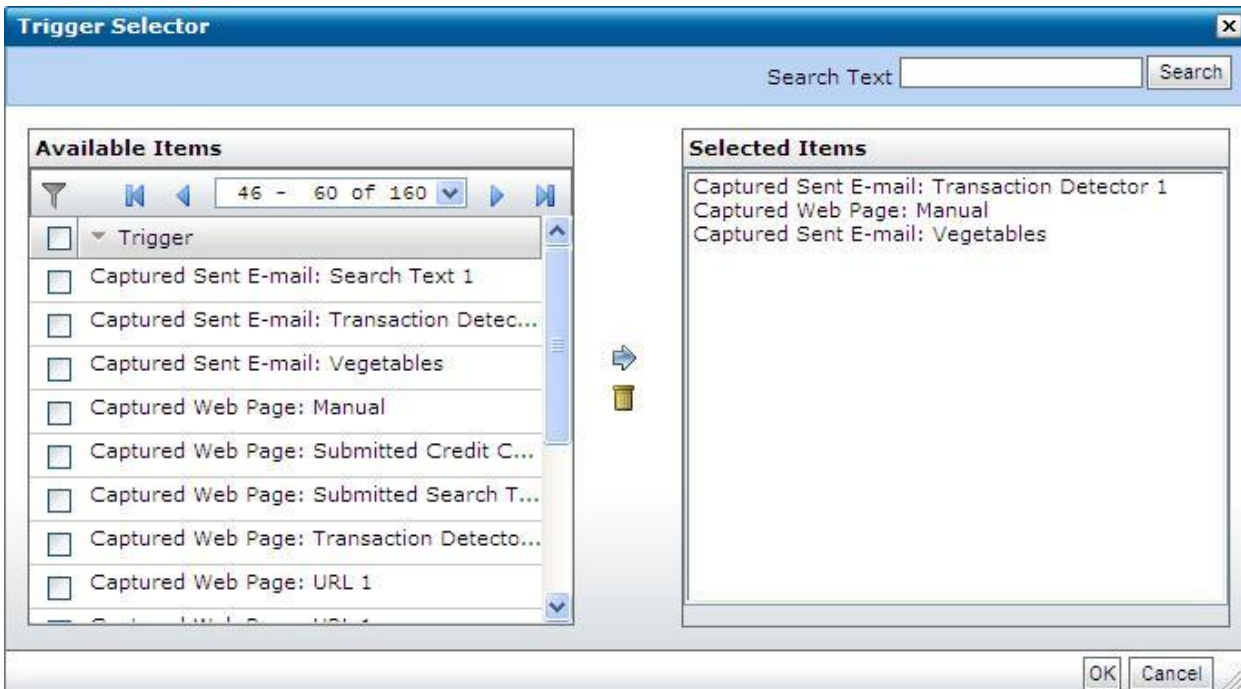 Trigger Selector
Search Text
Search
Available Items
46 - 60 of 160
Trigger
Captured Sent E-mail: Search Text 1
Captured Sent E-mail: Transaction Detec...
Captured Sent E-mail: Vegetables
Captured Web Page: Manual
Captured Web Page: Submitted Credit C...
Captured Web Page: Submitted Search T...
Captured Web Page: Transaction Detecto...
Captured Web Page: URL 1
Selected Items
Captured Sent E-mail: Transaction Detector 1
Captured Web Page: Manual
Captured Sent E-mail: Vegetables
OK
Cancel